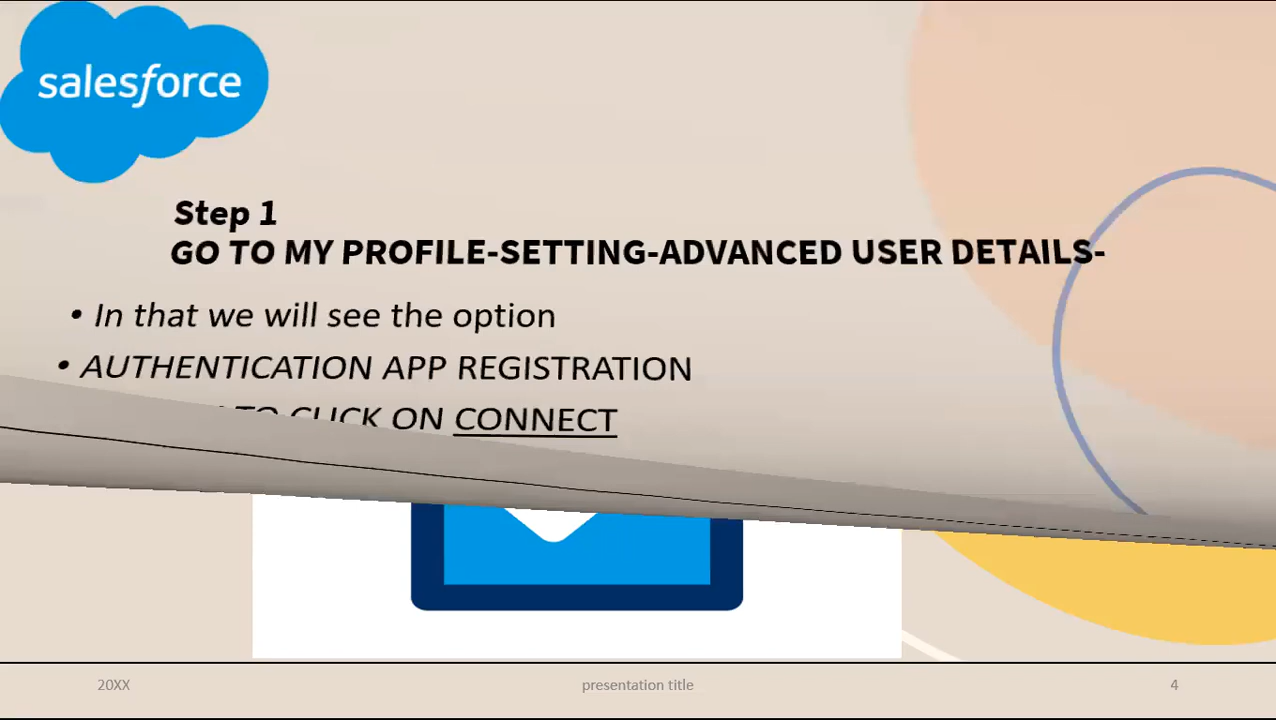 salesforce
Step 1
GO TO MY PROFILE-SETTING-ADVANCED USER DETAILS-
• In that we will see the option
• AUTHENTICATION APP REGISTRATION
TO CLICK ON CONNECT
20XX
presentation title
4